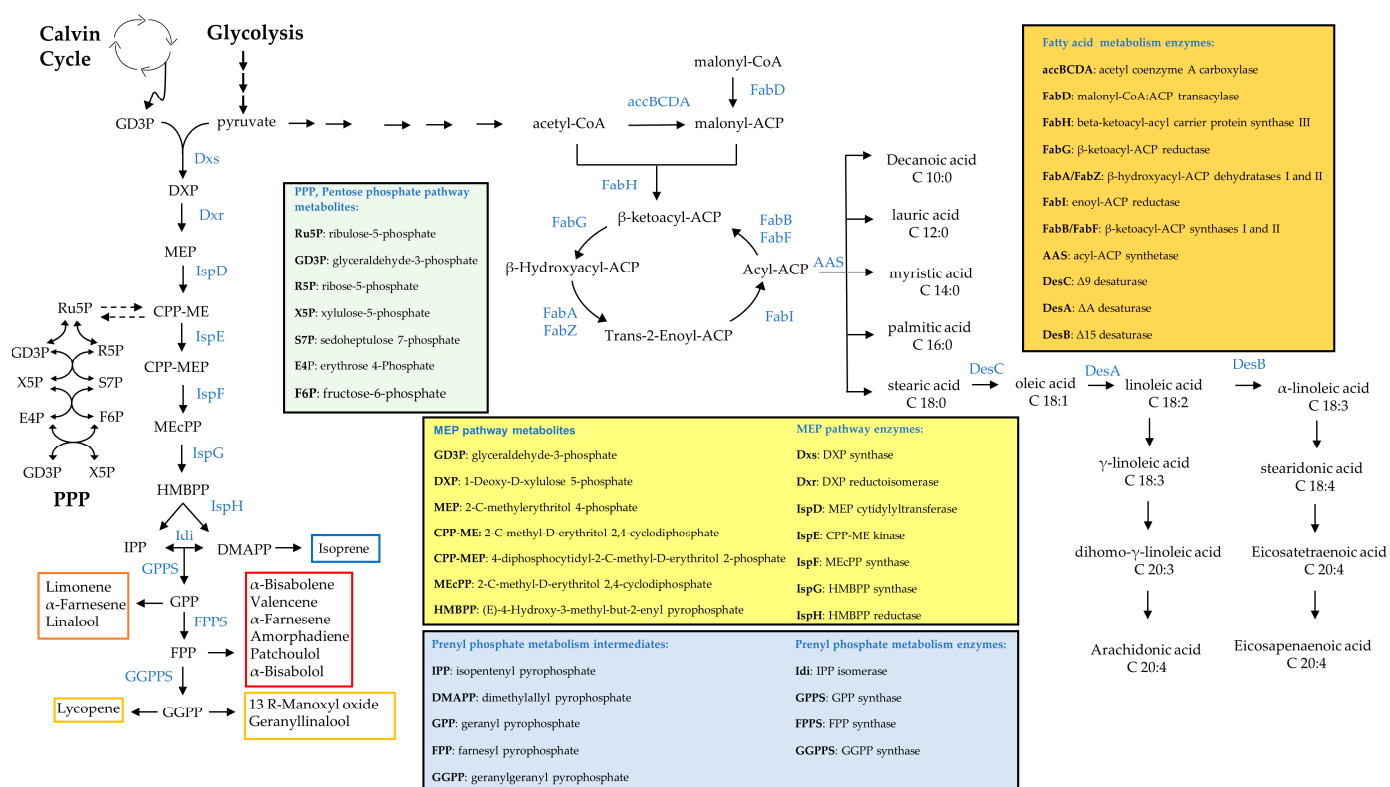 Calvin
Cycle
Glycolysis
GD3P
pyruvate
Dxs
DXP
Dxr
MEP
IspD
Ru5P
CPP-ME
IspE
GD3P
R5P
CPP-MEP
X5P
S7P
IspF
E4P
F6P
MEcPP
IspG
GD3P
X5P
PPP
HMBPP
IspH
Idi
IPP
DMAPP
Isoprene
GPPS
Limonene
α-Farnesene
Linalool
GPP
FPPS
α-Bisabolene
Valencene
α-Farnesene
Amorphadiene
Patchoulol
α-Bisabolol
FPP
GGPPS
Lycopene
GGPP
13 R-Manoxyl oxide
Geranyllinalool
malonyl-CoA
FabD
accBCDA
acetyl-CoA
malonyl-ACP
FabH
β-ketoacyl-ACP
FabG
FabB
FabF
β-Hydroxyacyl-ACP
Acyl-ACP
AAS
FabA
FabZ
FabI
Trans-2-Enoyl-ACP
Decanoic acid
C 10:0
lauric acid
C 12:0
myristic acid
C 14:0
palmitic acid
C 16:0
stearic acid
C 18:0
DesC
oleic acid
C 18:1
DesA
linoleic acid
C 18:2
DesB
α-linoleic acid
C 18:3
γ-linoleic acid
C 18:3
stearidonic acid
C 18:4
dihomo-γ-linoleic acid
C 20:3
Eicosatetraenoic acid
C 20:4
Arachidonic acid
C 20:4
Eicosapenaenoic acid
C 20:4
PPP, Pentose phosphate pathway
metabolites:
Ru5P: ribulose-5-phosphate
GD3P: glyceraldehyde-3-phosphate
R5P: ribose-5-phosphate
X5P: xylulose-5-phosphate
S7P: sedoheptulose 7-phosphate
E4P: erythrose 4-Phosphate
F6P: fructose-6-phosphate
Fatty acid metabolism enzymes:
accBCDA: acetyl coenzyme A carboxylase
FabD: malonyl-CoA:ACP transacylase
FabH: beta-ketoacyl-acyl carrier protein synthase III
FabG: β-ketoacyl-ACP reductase
FabA/FabZ: β-hydroxyacyl-ACP dehydratases I and II
FabI: enoyl-ACP reductase
FabB/FabF: β-ketoacyl-ACP synthases I and II
AAS: acyl-ACP synthetase
DesC: Δ9 desaturase
DesA: ΔA desaturase
DesB: Δ15 desaturase
MEP pathway metabolites
GD3P: glyceraldehyde-3-phosphate
DXP: 1-Deoxy-D-xylulose 5-phosphate
MEP: 2-C-methylerythritol 4-phosphate
CPP-ME: 2-C-methyl-D-erythritol 2,4-cyclodiphosphate
CPP-MEP: 4-diphosphocytidyl-2-C-methyl-D-erythritol 2-phosphate
MEcPP: 2-C-methyl-D-erythritol 2,4-cyclodiphosphate
HMBPP: (E)-4-Hydroxy-3-methyl-but-2-enyl pyrophosphate
MEP pathway enzymes:
Dxs: DXP synthase
Dxr: DXP reductoisomerase
IspD: MEP cytidylyltransferase
IspE: CPP-ME kinase
IspF: MEcPP synthase
IspG: HMBPP synthase
IspH: HMBPP reductase
Prenyl phosphate metabolism intermediates:
IPP: isopentenyl pyrophosphate
DMAPP: dimethylallyl pyrophosphate
GPP: geranyl pyrophosphate
FPP: farnesyl pyrophosphate
GGPP: geranylgeranyl pyrophosphate
Prenyl phosphate metabolism enzymes:
Idi: IPP isomerase
GPPS: GPP synthase
FPPS: FPP synthase
GGPPS: GGPP synthase